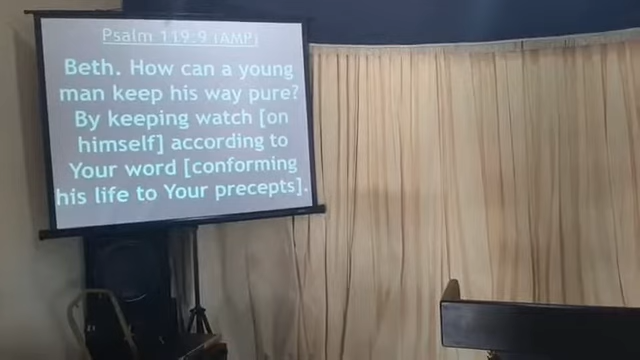 Psalm 119:9 (AMP)
Beth. How can a young
man keep his way pure?
By keeping watch [on
himself] according to
Your word [conforming
his life to Your precepts].